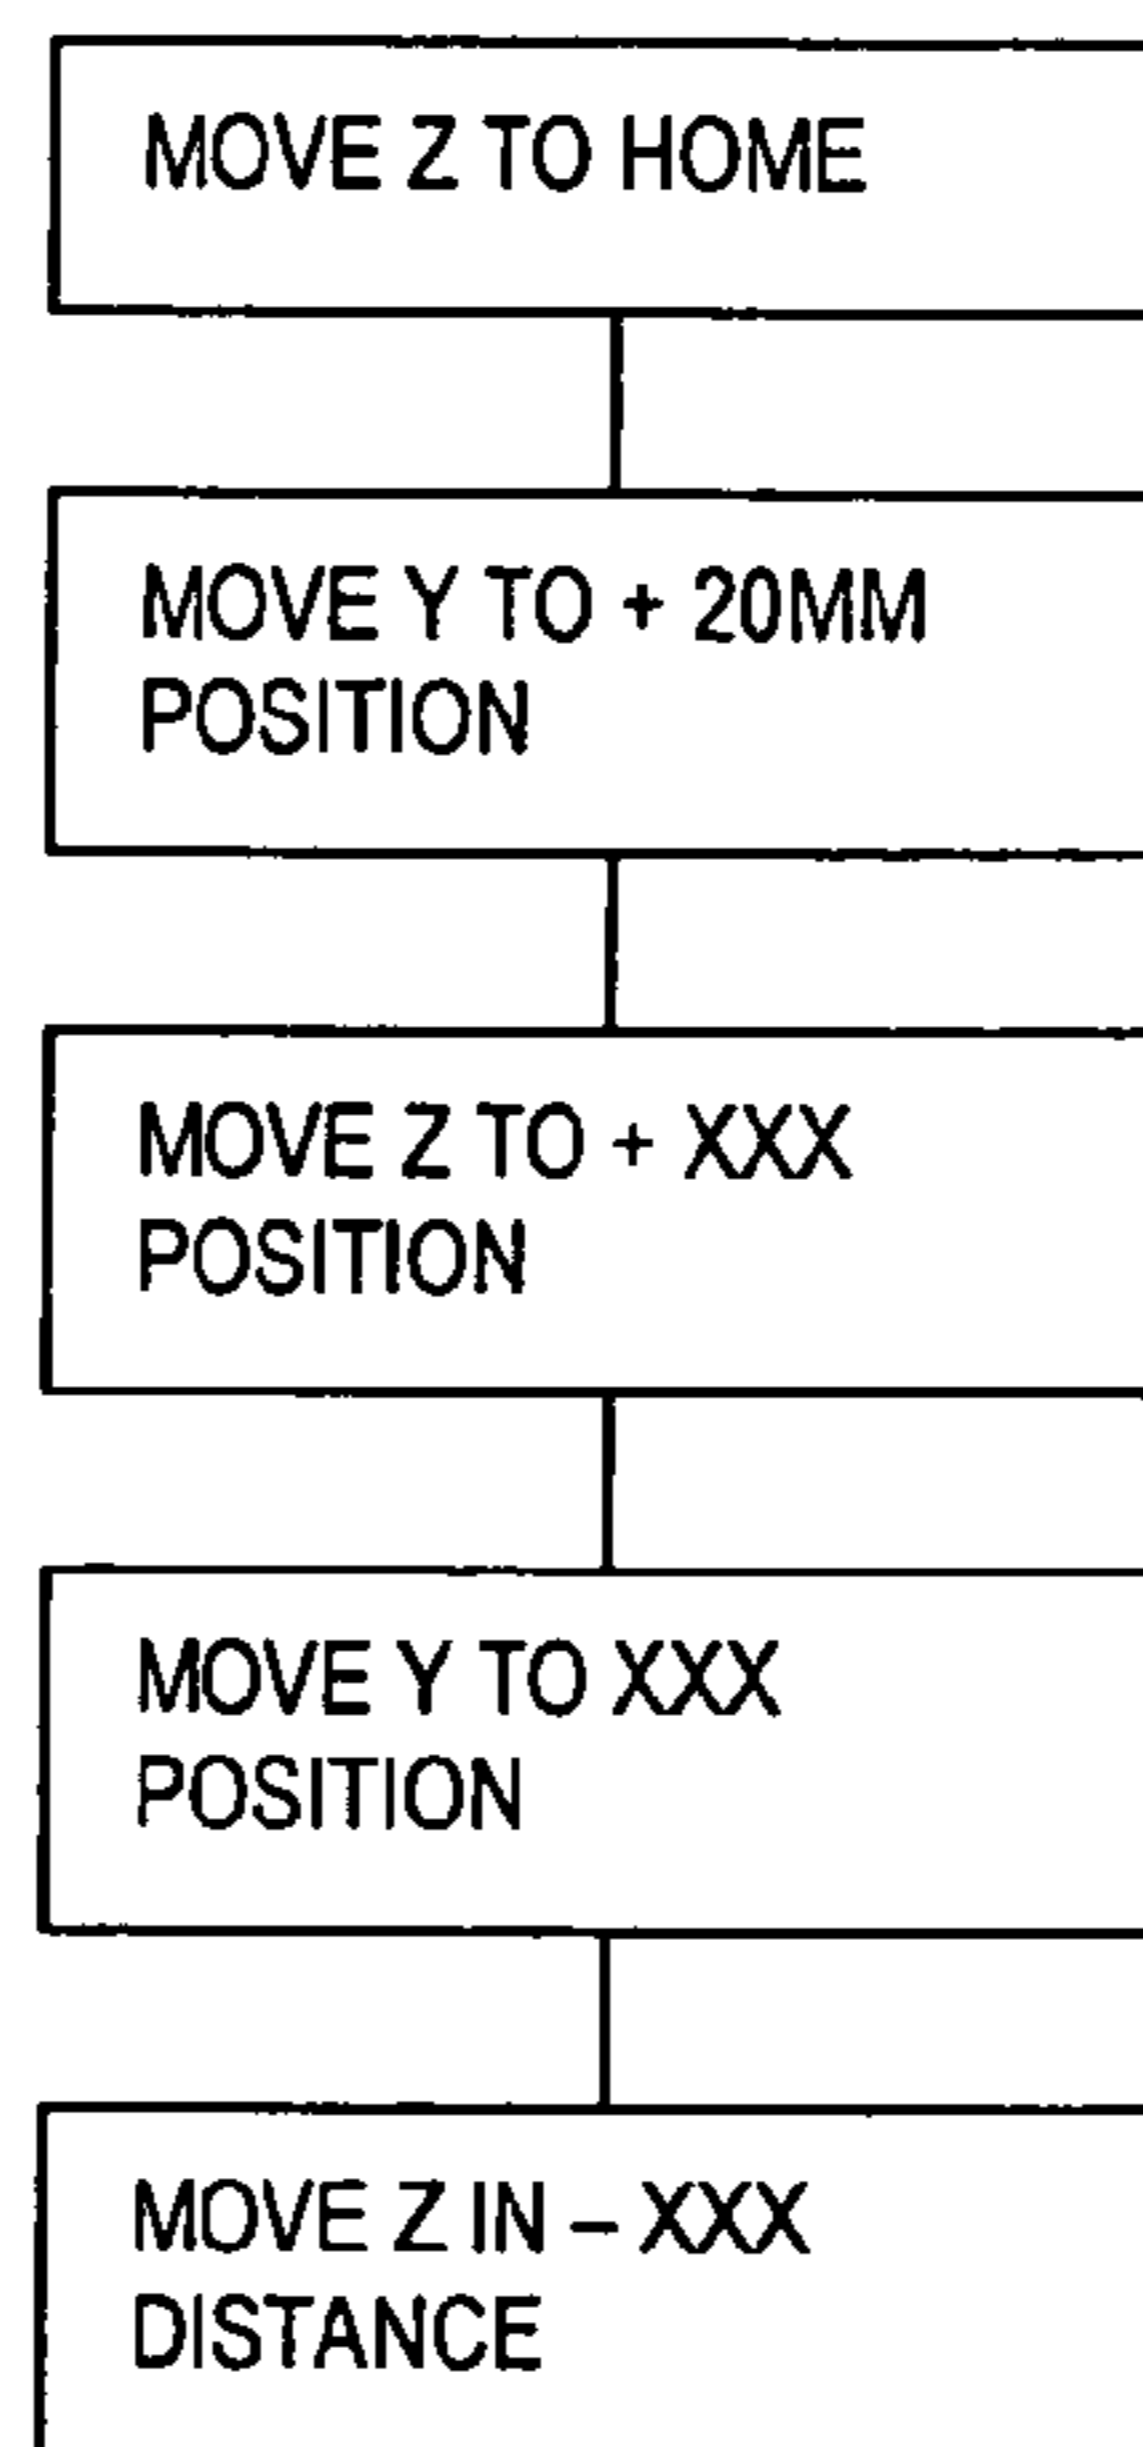 MOVE Z TO HOME
MOVE Y TO + 20MM
POSITION
MOVE Z TO + XXX
POSITION
MOVE Y TO XXX
POSITION
MOVE Z IN – XXX
DISTANCE